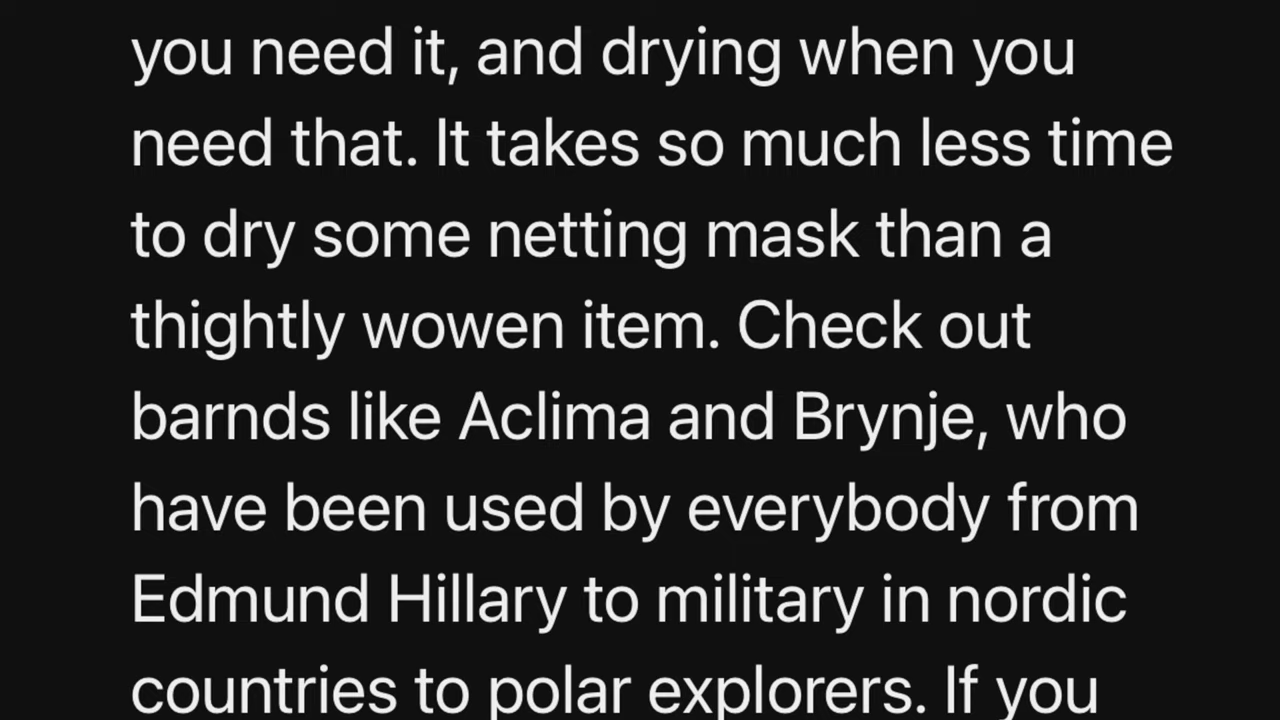 you need it, and drying when you
need that. It takes so much less time
to dry some netting mask than a
thightly wowen item. Check out
barnds like Aclima and Brynje, who
have been used by everybody from
Edmund Hillary to military in nordic
countries to polar explorers. If you